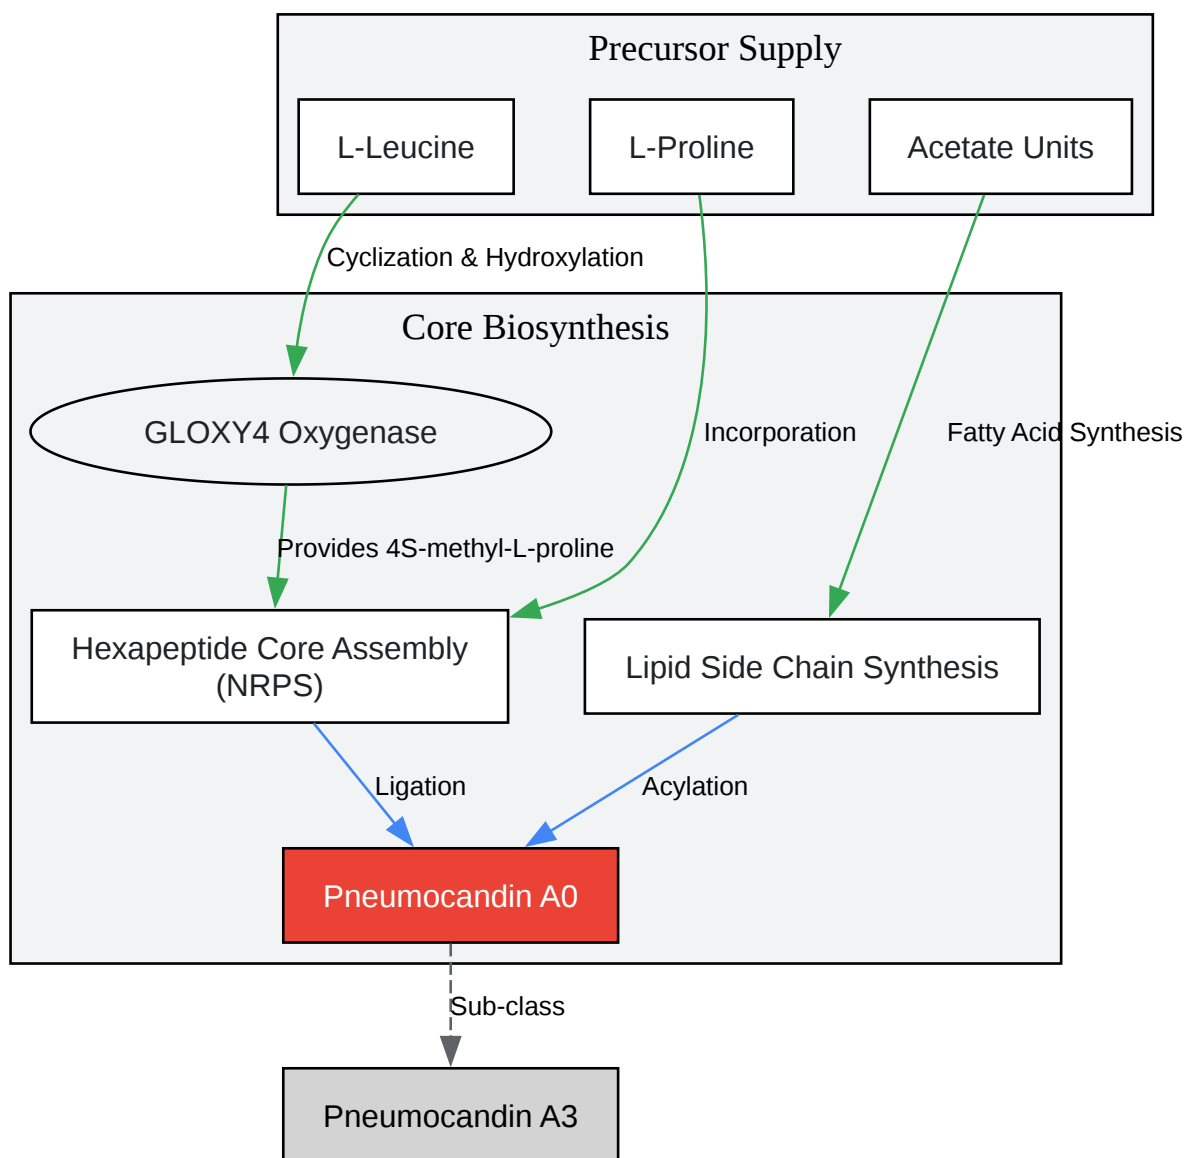 Precursor Supply
L-Leucine
L-Proline
Acetate Units
Cyclization & Hydroxylation
Core Biosynthesis
GLOXY4 Oxygenase
Incorporation
Fatty Acid Synthesis
Provides 4S-methyl-L-proline
Hexapeptide Core Assembly
(NRPS)
Lipid Side Chain Synthesis
Ligation
Acylation
Pneumocandin A0
Sub-class
Pneumocandin A3